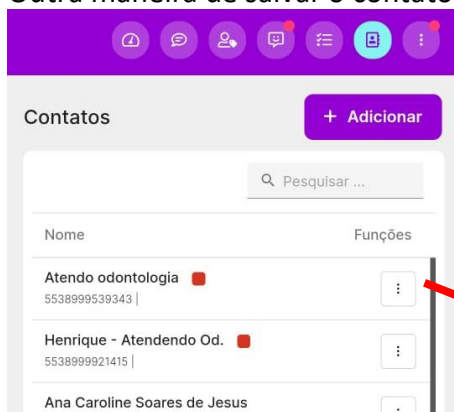 Outra maneira de salvar o contato
Contatos
+ Adicionar
Pesquisar ...
Nome Funções
Atendo odontologia
5538999539343 |
Henrique - Atendendo Od.
5538999921415 |
Ana Caroline Soares de Jesus